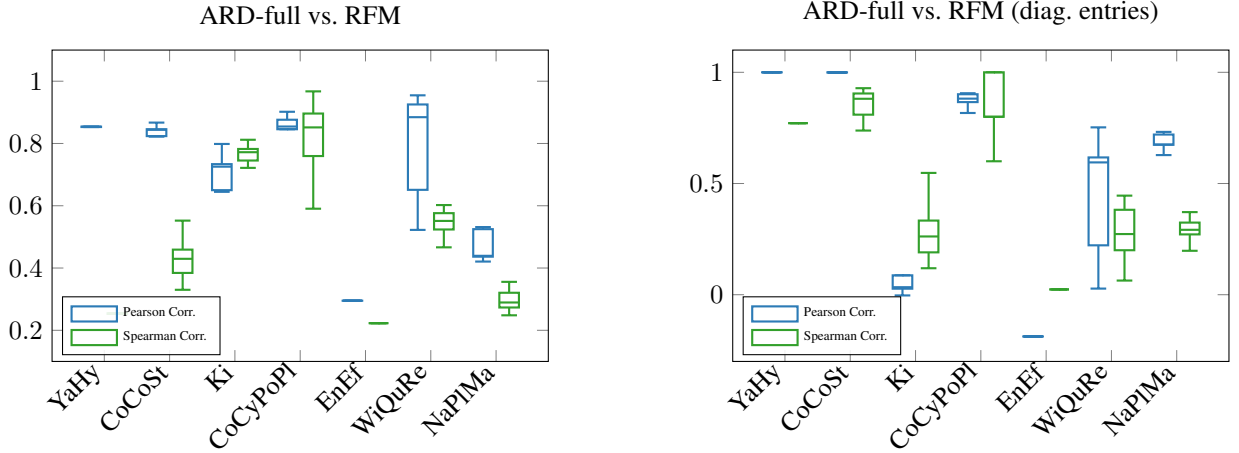 ARD-full vs. RFM
1
0.8
0.6
0.4
0.2
Pearson Corr.
Spearman Corr.
YaHy
CoCoSt
Ki
CoCyPoPl
EnEf
WiQuRe
NaPlMa
ARD-full vs. RFM (diag. entries)
1
0.5
0
Pearson Corr.
Spearman Corr.
YaHy
CoCoSt
Ki
CoCyPoPl
EnEf
WiQuRe
NaPlMa